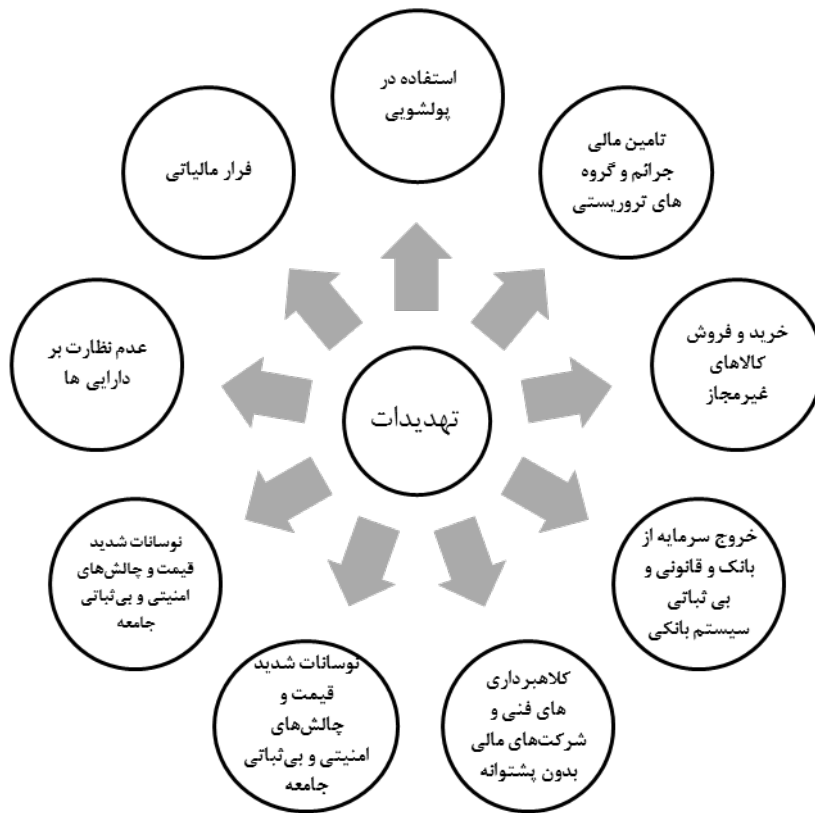 استفاده در
پولشویی
تامین مالی
جرائم و گروه
های تروریستی
خرید و فروش
کالاهای
غیرمجاز
خروج سرمایه از
بانک و قانونی و
بی ثباتی
سیستم بانکی
کلاهبرداری
های فنی و
شرکت‌های مالی
بدون پشتوانه
نوسانات شدید
قیمت و
چالش‌های
امنیتی و بی‌ثباتی
جامعه
نوسانات شدید
قیمت و چالش‌های
امنیتی و بی‌ثباتی
جامعه
عدم نظارت بر
دارایی ها
فرار مالیاتی
تهدیدات